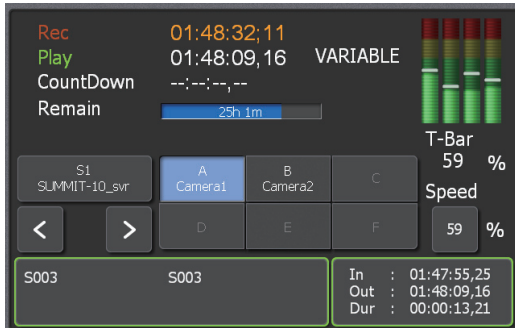 Rec 01:48:32;11
Play 01:48:09,16 VARIABLE
CountDown --:--:--,--
Remain 25h 1m
T-Bar
59 %
Speed
59 %
S1
SUMMIT-10_svr
A
Camera1
B
Camera2
C
< >
D
E
F
S003 S003
In : 01:47:55,25
Out : 01:48:09,16
Dur : 00:00:13,21